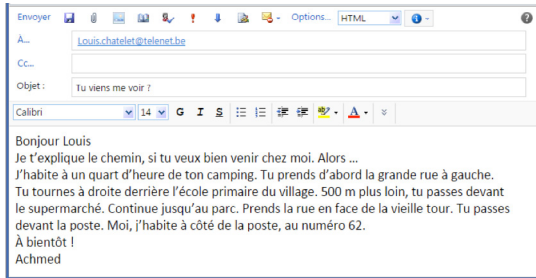 Envoyer Options... HTML
À... Louis.chatelet@telenet.be
Cc...
Objet : Tu viens me voir ?
Calibri 14 G I S A
Bonjour Louis
Je t'explique le chemin, si tu veux bien venir chez moi. Alors ...
J'habite à un quart d'heure de ton camping. Tu prends d'abord la grande rue à gauche.
Tu tournes à droite derrière l'école primaire du village. 500 m plus loin, tu passes devant
le supermarché. Continue jusqu'au parc. Prends la rue en face de la vieille tour. Tu passes
devant la poste. Moi, j'habite à côté de la poste, au numéro 62.
À bientôt !
Achmed